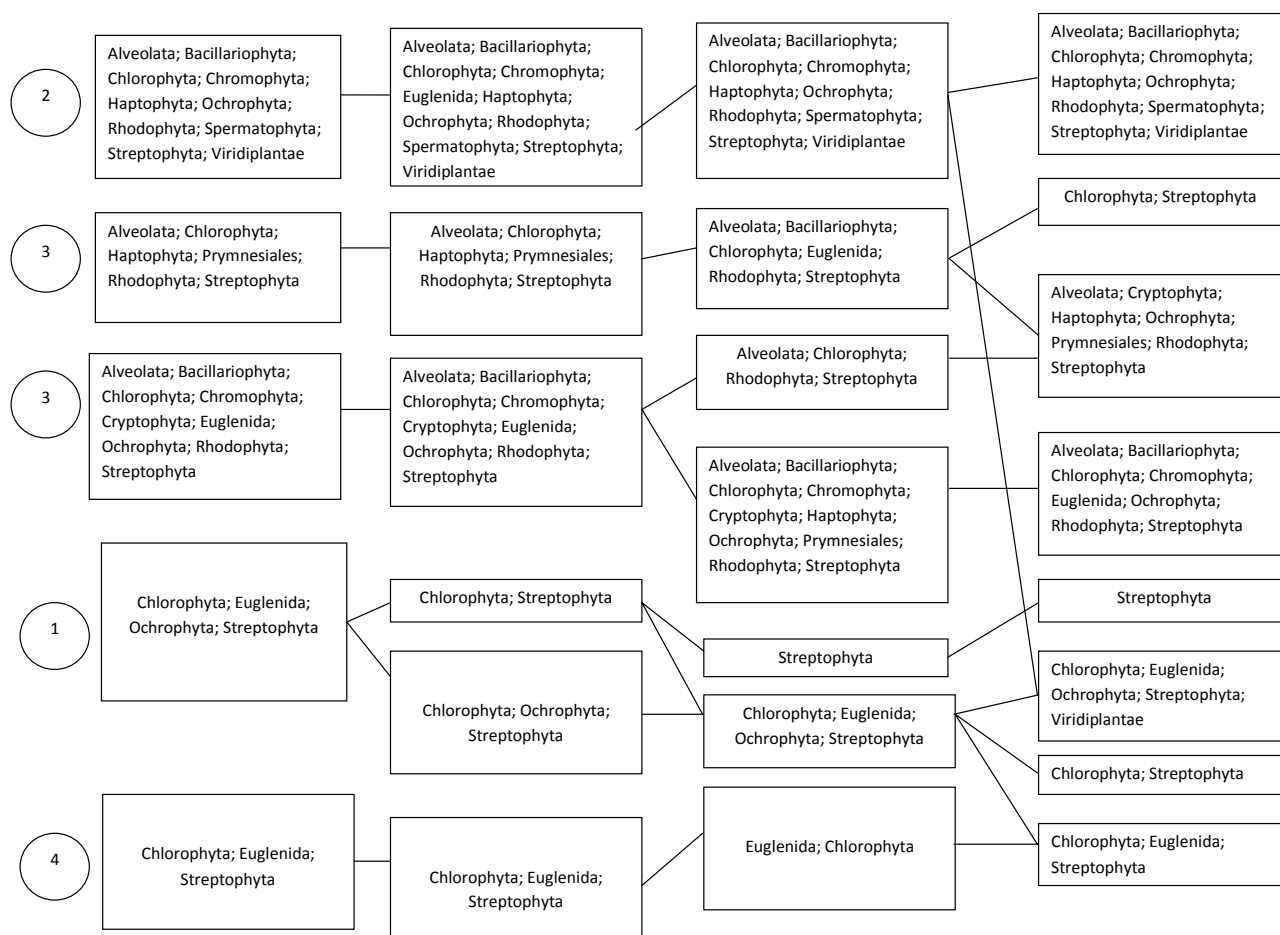 2
Alveolata; Bacillariophyta;
Chlorophyta; Chromophyta;
Haptophyta; Ochrophyta;
Rhodophyta; Spermatophyta;
Streptophyta; Viridiplantae
Alveolata; Bacillariophyta;
Chlorophyta; Chromophyta;
Euglenida; Haptophyta;
Ochrophyta; Rhodophyta;
Spermatophyta; Streptophyta;
Viridiplantae
Alveolata; Bacillariophyta;
Chlorophyta; Chromophyta;
Haptophyta; Ochrophyta;
Rhodophyta; Spermatophyta;
Streptophyta; Viridiplantae
Alveolata; Bacillariophyta;
Chlorophyta; Chromophyta;
Haptophyta; Ochrophyta;
Rhodophyta; Spermatophyta;
Streptophyta; Viridiplantae
Chlorophyta; Streptophyta
3
Alveolata; Chlorophyta;
Haptophyta; Prymnesiales;
Rhodophyta; Streptophyta
Alveolata; Chlorophyta;
Haptophyta; Prymnesiales;
Rhodophyta; Streptophyta
Alveolata; Bacillariophyta;
Chlorophyta; Euglenida;
Rhodophyta; Streptophyta
Alveolata; Cryptophyta;
Haptophyta; Ochrophyta;
Prymnesiales; Rhodophyta;
Streptophyta
3
Alveolata; Bacillariophyta;
Chlorophyta; Chromophyta;
Cryptophyta; Euglenida;
Ochrophyta; Rhodophyta;
Streptophyta
Alveolata; Bacillariophyta;
Chlorophyta; Chromophyta;
Cryptophyta; Euglenida;
Ochrophyta; Rhodophyta;
Streptophyta
Alveolata; Chlorophyta;
Rhodophyta; Streptophyta
Alveolata; Bacillariophyta;
Chlorophyta; Chromophyta;
Cryptophyta; Haptophyta;
Ochrophyta; Prymnesiales;
Rhodophyta; Streptophyta
Alveolata; Bacillariophyta;
Chlorophyta; Chromophyta;
Euglenida; Ochrophyta;
Rhodophyta; Streptophyta
1
Chlorophyta; Euglenida;
Ochrophyta; Streptophyta
Chlorophyta; Streptophyta
Chlorophyta; Ochrophyta;
Streptophyta
Streptophyta
Chlorophyta; Euglenida;
Ochrophyta; Streptophyta
Streptophyta
Chlorophyta; Euglenida;
Ochrophyta; Streptophyta;
Viridiplantae
Chlorophyta; Streptophyta
4
Chlorophyta; Euglenida;
Streptophyta
Chlorophyta; Euglenida;
Streptophyta
Euglenida; Chlorophyta
Chlorophyta; Euglenida;
Streptophyta